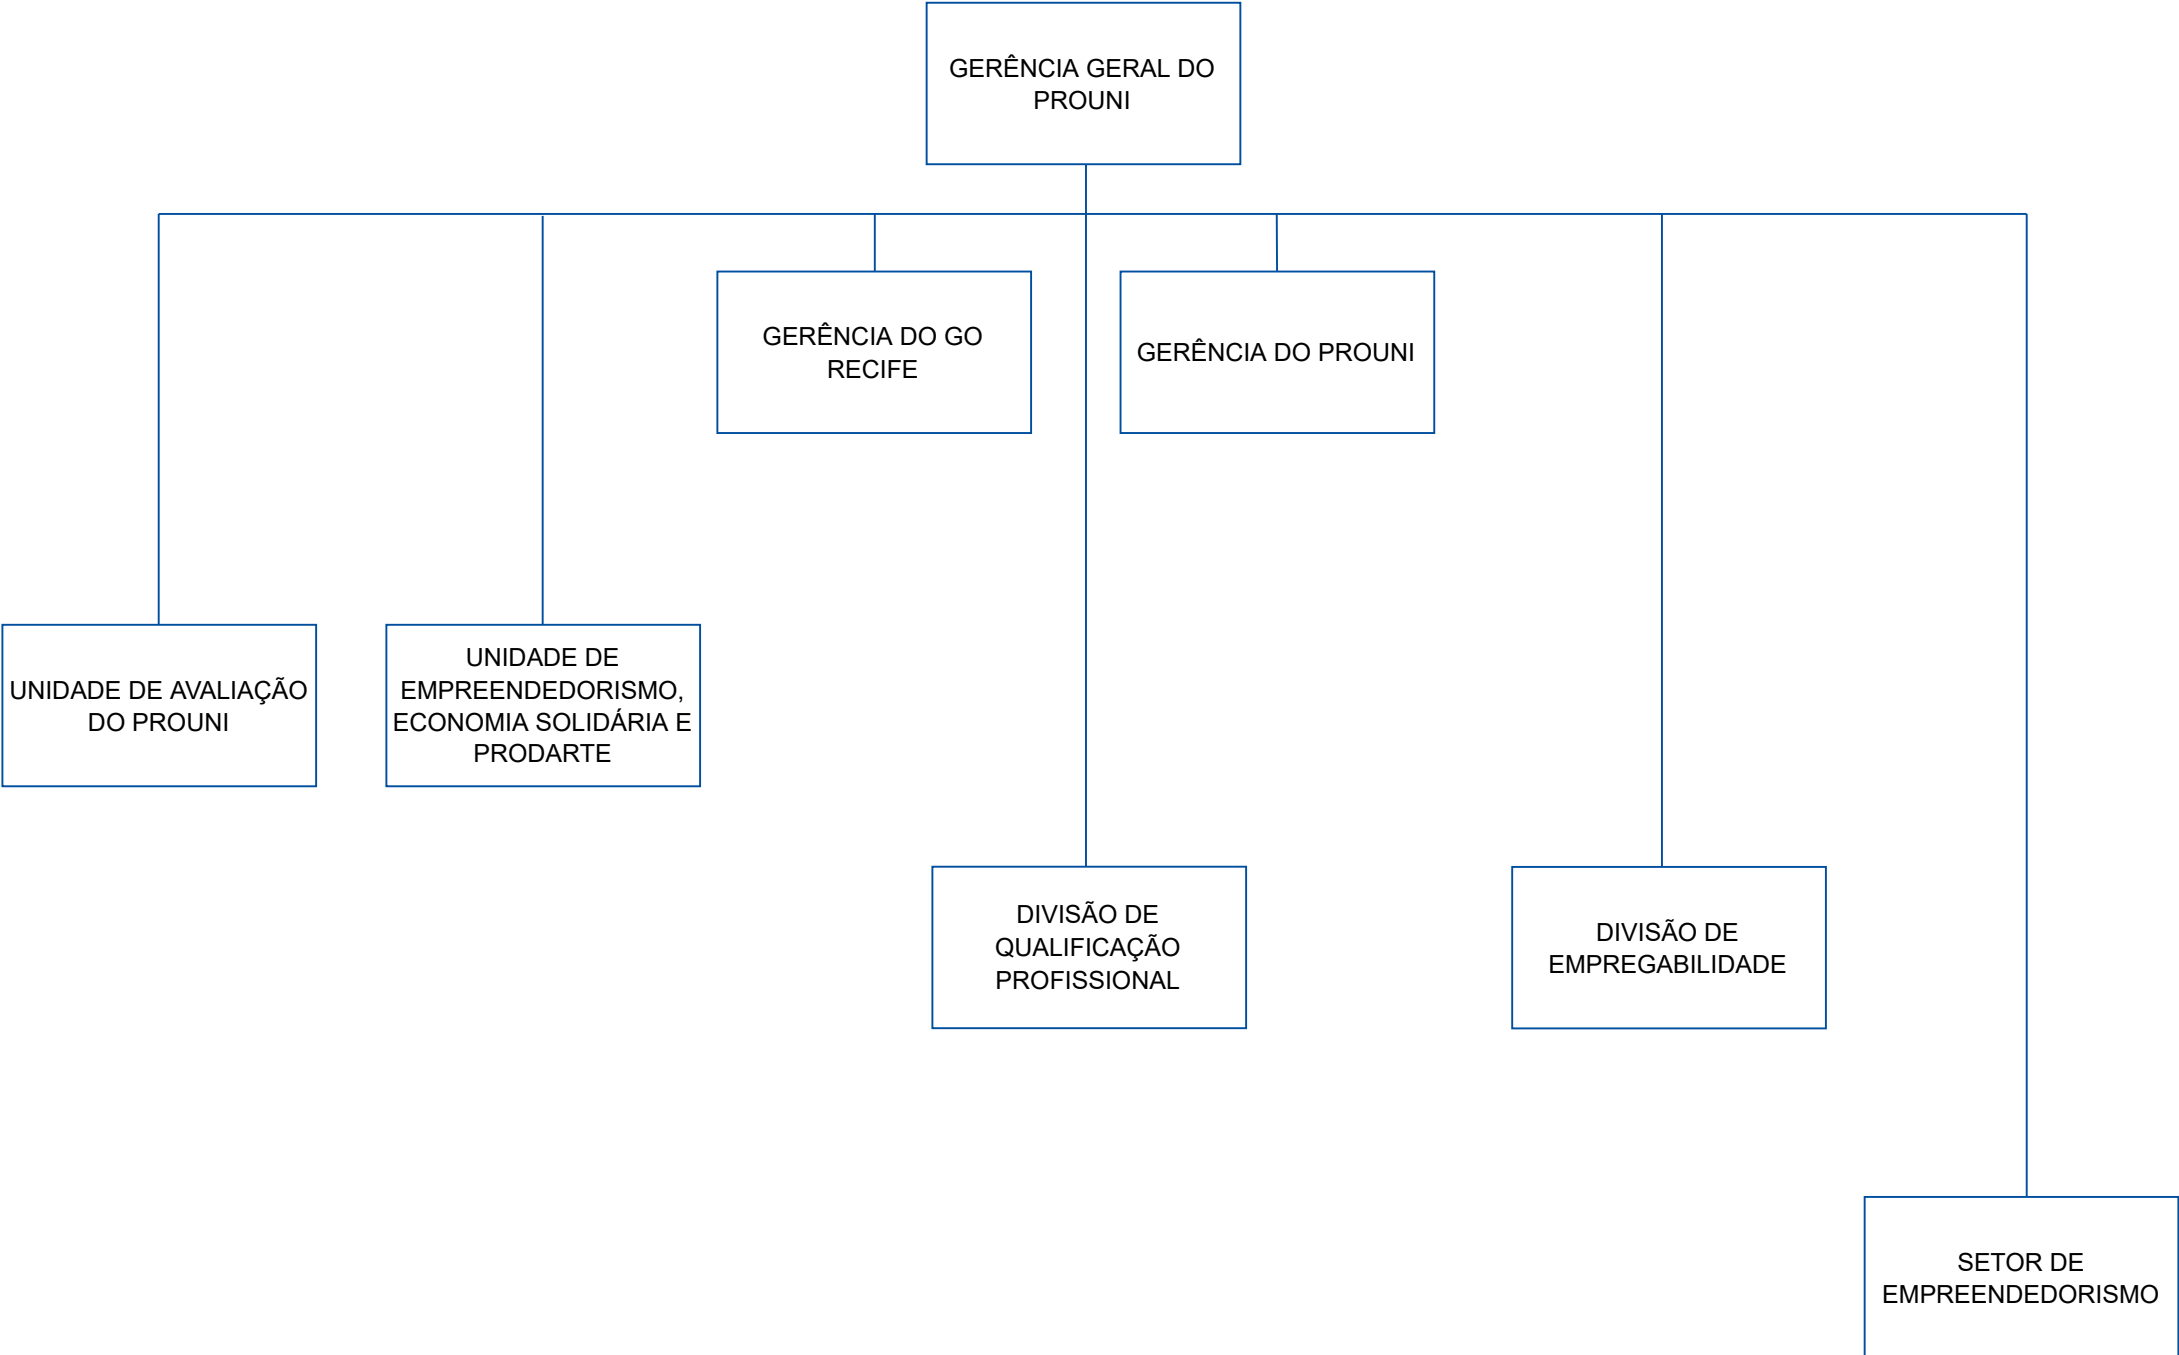 GERÊNCIA GERAL DO
PROUNI
GERÊNCIA DO GO
RECIFE
GERÊNCIA DO PROUNI
UNIDADE DE AVALIAÇÃO
DO PROUNI
UNIDADE DE
EMPREENDEDORISMO,
ECONOMIA SOLIDÁRIA E
PRODARTE
DIVISÃO DE
QUALIFICAÇÃO
PROFISSIONAL
DIVISÃO DE
EMPREGABILIDADE
SETOR DE
EMPREENDEDORISMO